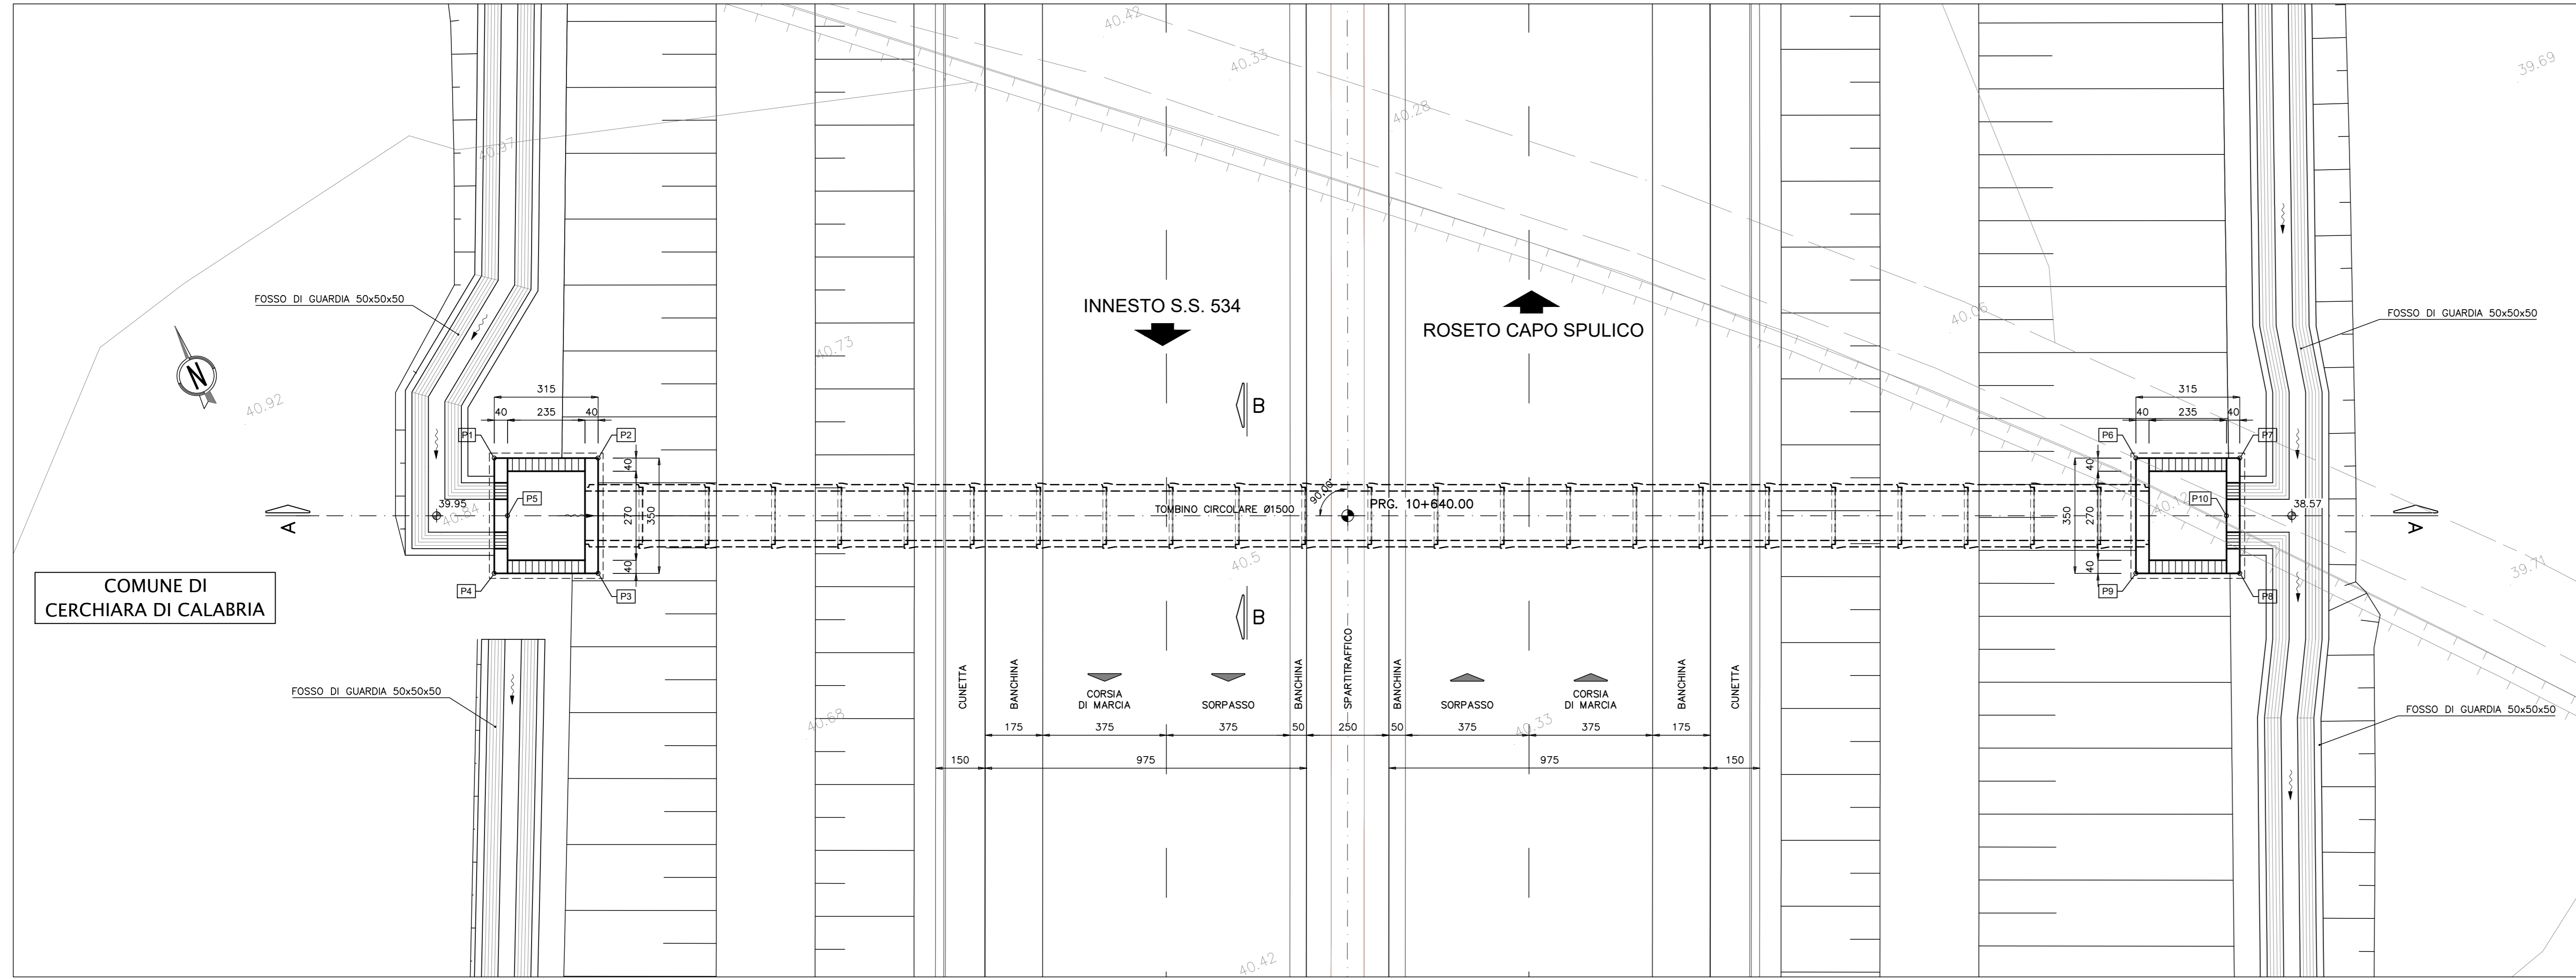 40.42
40.33
39.69
40.28
40.97
FOSSO DI GUARDIA 50x50x50
INNESTO S.S. 534
ROSETO CAPO SPULICO
40.06
FOSSO DI GUARDIA 50x50x50
N
40.73
40.92
315
40
235
40
B
315
40
235
40
P1
P2
P6
P7
40
270
350
40
40
270
350
40
39.95
40.84
P5
A
TOMBINO CIRCOLARE Ø1500
90.00°
PRG. 10+640.00
40.12
P10
38.57
A
40.5
39.71
COMUNE DI
CERCHIARA DI CALABRIA
P4
P3
B
P9
P8
FOSSO DI GUARDIA 50x50x50
CUNETTA
BANCHINA
CORSIA
DI MARCIA
SORPASSO
BANCHINA
SPARTITRAFFICO
BANCHINA
SORPASSO
CORSIA
DI MARCIA
BANCHINA
CUNETTA
FOSSO DI GUARDIA 50x50x50
40.68
40.33
175
375
375
50
250
50
375
375
175
150
975
975
150
40.42